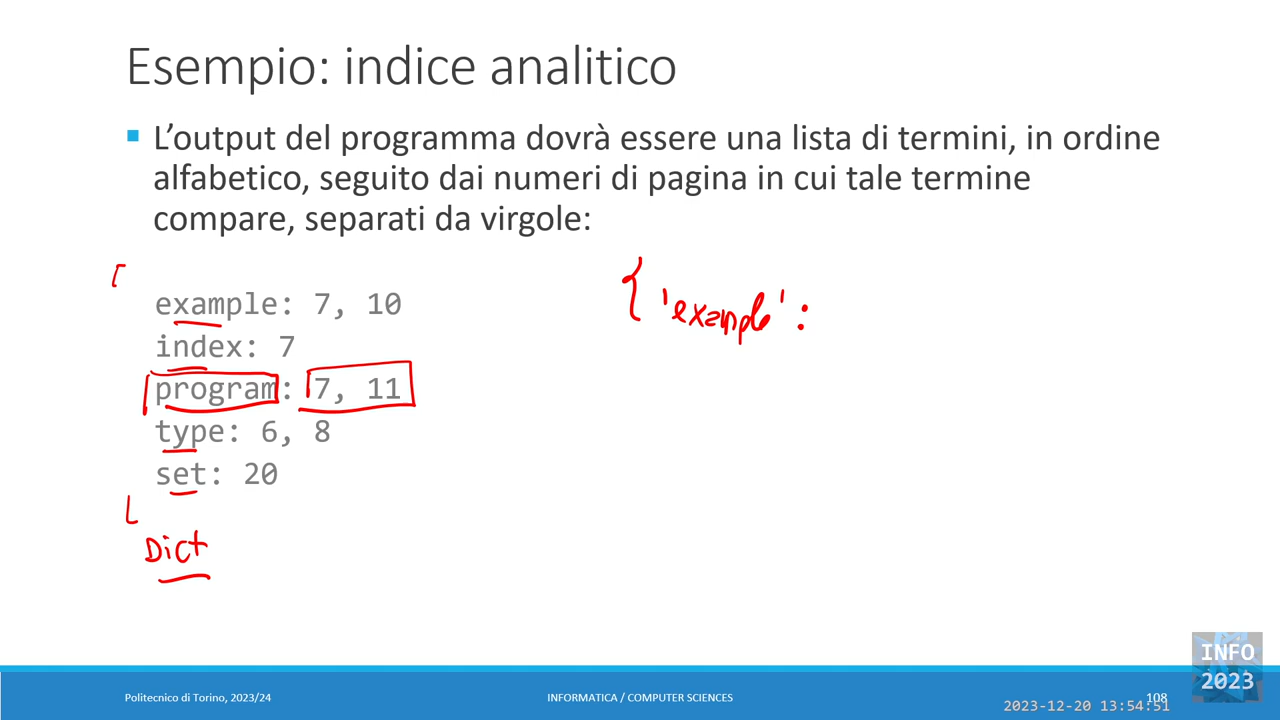 Esempio: indice analitico
L’output del programma dovrà essere una lista di termini, in ordine
alfabetico, seguito dai numeri di pagina in cui tale termine
compare, separati da virgole:
example: 7, 10
index: 7
program: 7, 11
type: 6, 8
set: 20
Dict
{ 'example' :
Politecnico di Torino, 2023/24
INFORMATICA / COMPUTER SCIENCES
108
INFO
2023
2023-12-20 13:54:51